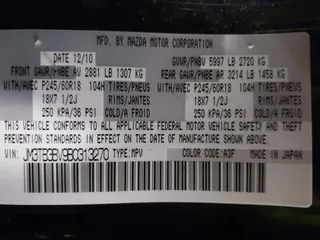 MFD. BY MAZDA MOTOR CORPORATION
DATE 12/10 GVWR/PNBV 5997 LB 2720 KG
FRONT GAWR/PNBE AV 2881 LB 1307 KG REAR GAWR/PNBE AR 3214 LB 1458 KG
WITH/AVEC P245/60R18 104H TIRES/PNEUS WITH/AVEC P245/60R18 104H TIRES/PNEUS
18X7 1/2J RIMS/JANTES 18X7 1/2J RIMS/JANTES
250 KPA/36 PSI COLD/A FROID 250 KPA/36 PSI COLD/A FROID
THIS VEHICLE CONFORMS TO ALL APPLICABLE FEDERAL MOTOR VEHICLE SAFETY AND
THEFT PREVENTION STANDARDS IN EFFECT ON THE DATE OF MANUFACTURE SHOWN ABOVE.
VIN: JM3TB3BV9B0313270 TYPE:MPV COLOR CODE: A3F MADE IN JAPAN